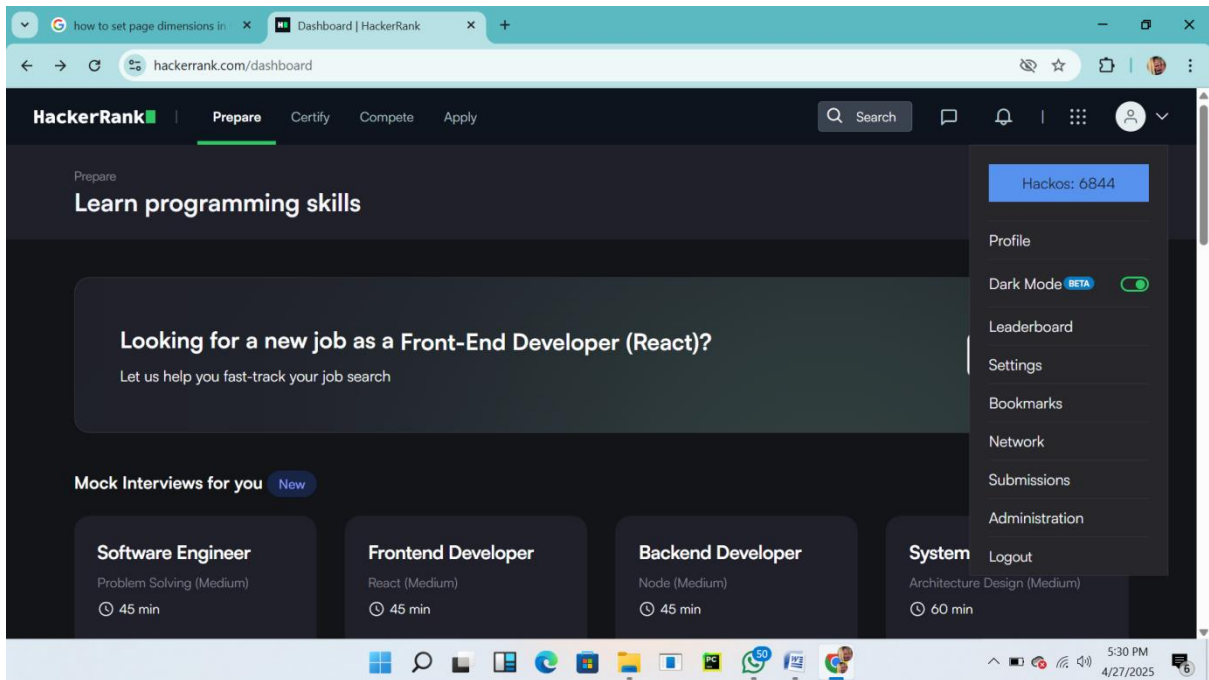 how to set page dimensions in
Dashboard | HackerRank
hackerrank.com/dashboard
HackerRank
Prepare Certify Compete Apply
Search
Prepare
Learn programming skills
Hackos: 6844
Profile
Dark Mode BETA
Leaderboard
Settings
Bookmarks
Network
Submissions
Administration
Logout
Looking for a new job as a Front-End Developer (React)?
Let us help you fast-track your job search
Mock Interviews for you New
Software Engineer
Problem Solving (Medium)
45 min
Frontend Developer
React (Medium)
45 min
Backend Developer
Node (Medium)
45 min
System
Architecture Design (Medium)
60 min
50
5:30 PM
4/27/2025
6